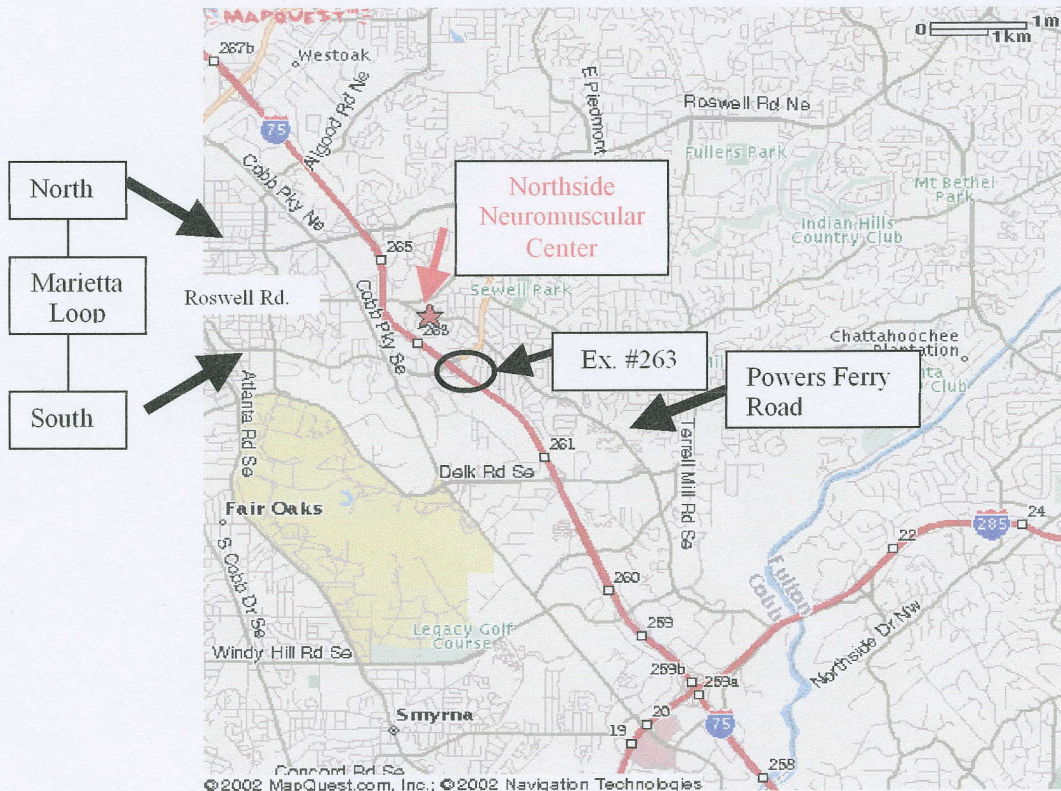 MAPQUEST
1m
0
1km
267b
Westoak
E Piedmont
Roswell Rd Ne
75
Allgood Rd Ne
Fullers Park
Cobb Pky Ne
North
Northside
Neuromuscular
Center
Mt Bethel
Park
Indian Hills
Country Club
265
Marietta
Loop
Roswell Rd.
Cobb Pky Se
Sewell Park
263
Ex. #263
Chattahoochee
Plantation
Club
Powers Ferry
Road
South
Atlanta Rd Se
261
Terrell Mill Rd Se
Delk Rd Se
Fair Oaks
24
285
22
S Cobb Dr Se
260
Fulton
Cobb
Legacy Golf
Course
259
Northside Dr Nw
Windy Hill Rd Se
259b
259a
Smyrna
20
75
19
258
Concord Rd Se
©2002 MapQuest.com, Inc.; ©2002 Navigation Technologies